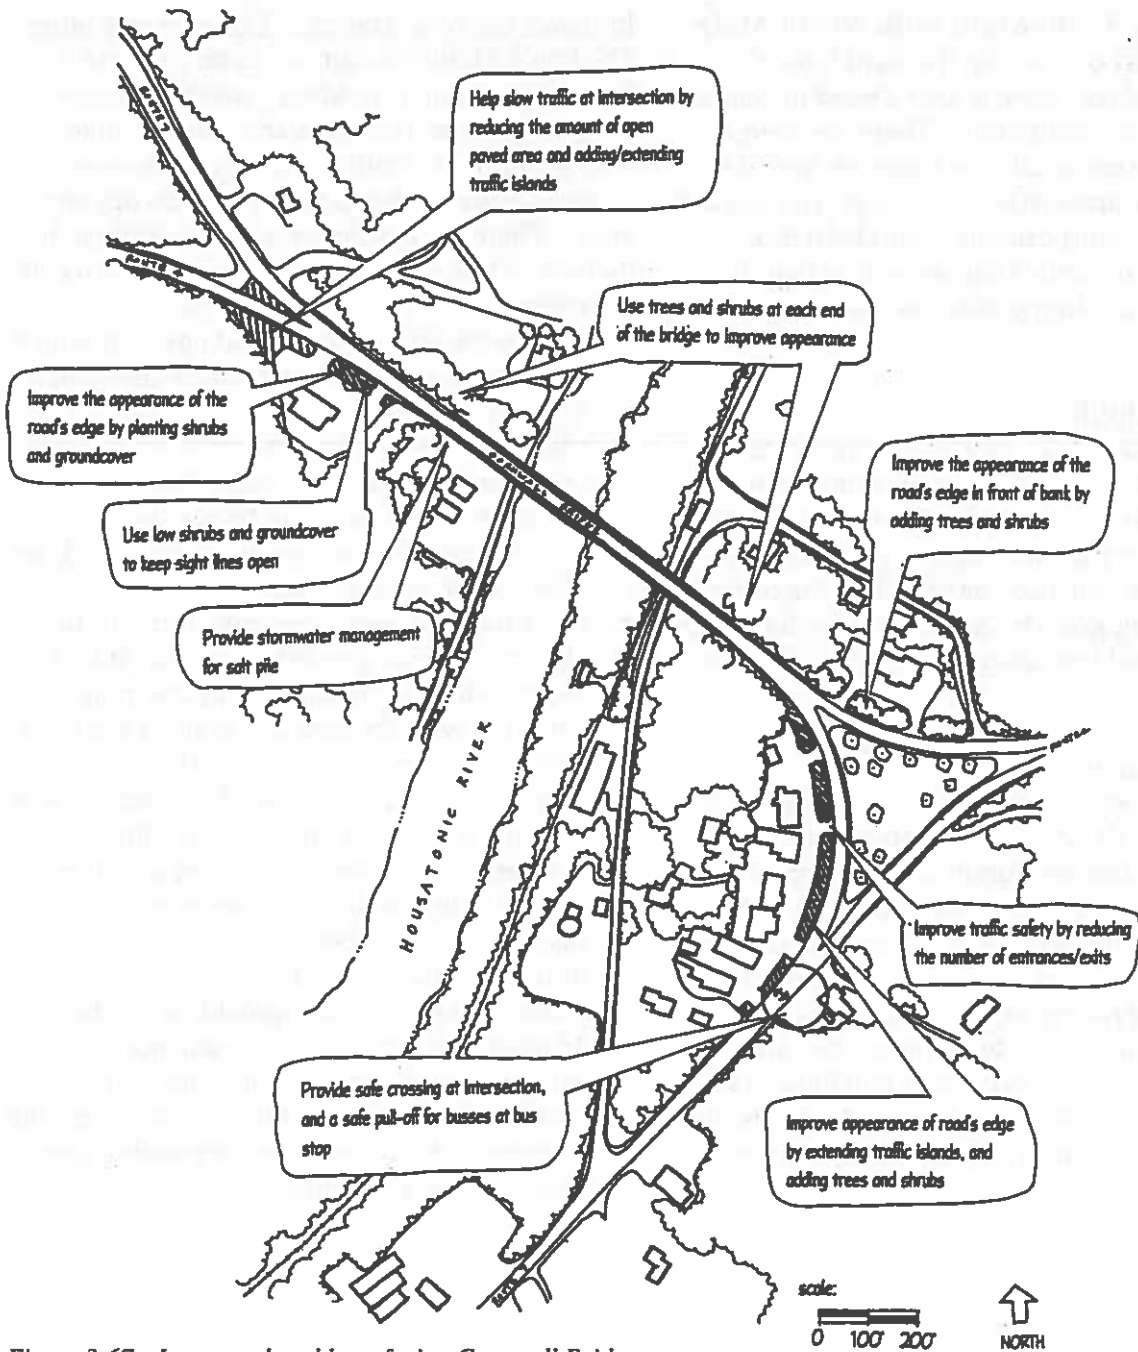 Help slow traffic at intersection by
reducing the amount of open
paved area and adding/extending
traffic islands
Use trees and shrubs at each end
of the bridge to improve appearance
Improve the appearance of the
road's edge by planting shrubs
and groundcover
Improve the appearance of the
road's edge in front of bank by
adding trees and shrubs
Use low shrubs and groundcover
to keep sight lines open
Provide stormwater management
for salt pile
HOUSATONIC RIVER
Improve traffic safety by reducing
the number of entrances/exits
Provide safe crossing at intersection,
and a safe pull-off for busses at bus
stop
Improve appearance of road's edge
by extending traffic islands, and
adding trees and shrubs
scale:
0 100' 200'
NORTH